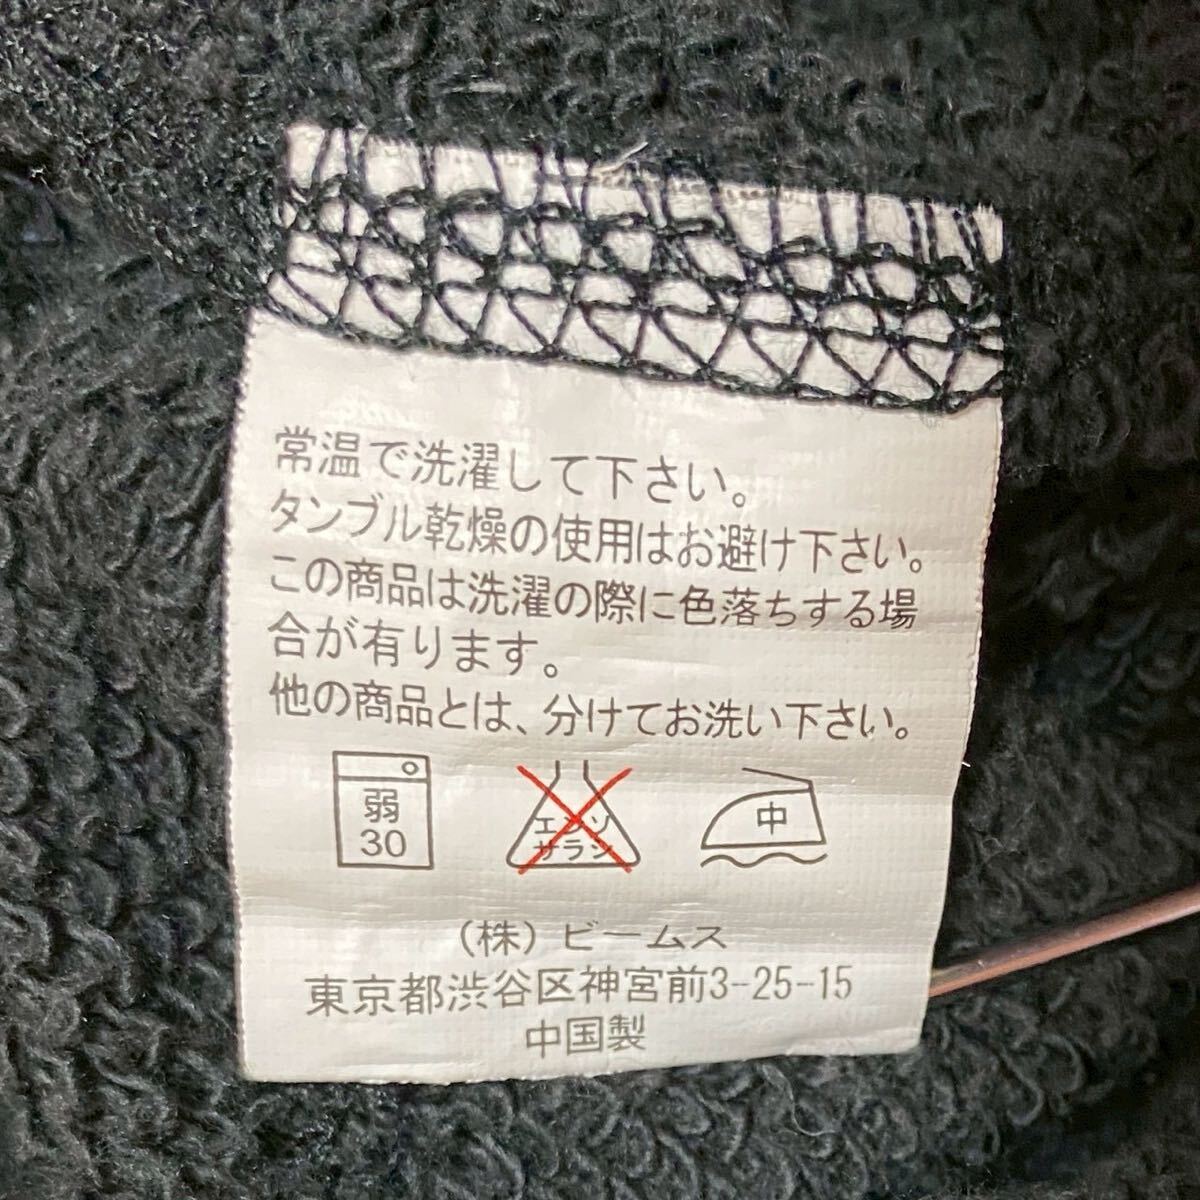 常温で洗濯して下さい。
タンブル乾燥の使用はお避け下さい。
この商品は洗濯の際に色落ちする場
合が有ります。
他の商品とは、分けてお洗い下さい。
弱
30
エンソ
サラシ
中
(株)ビームス
東京都渋谷区神宮前3-25-15
中国製